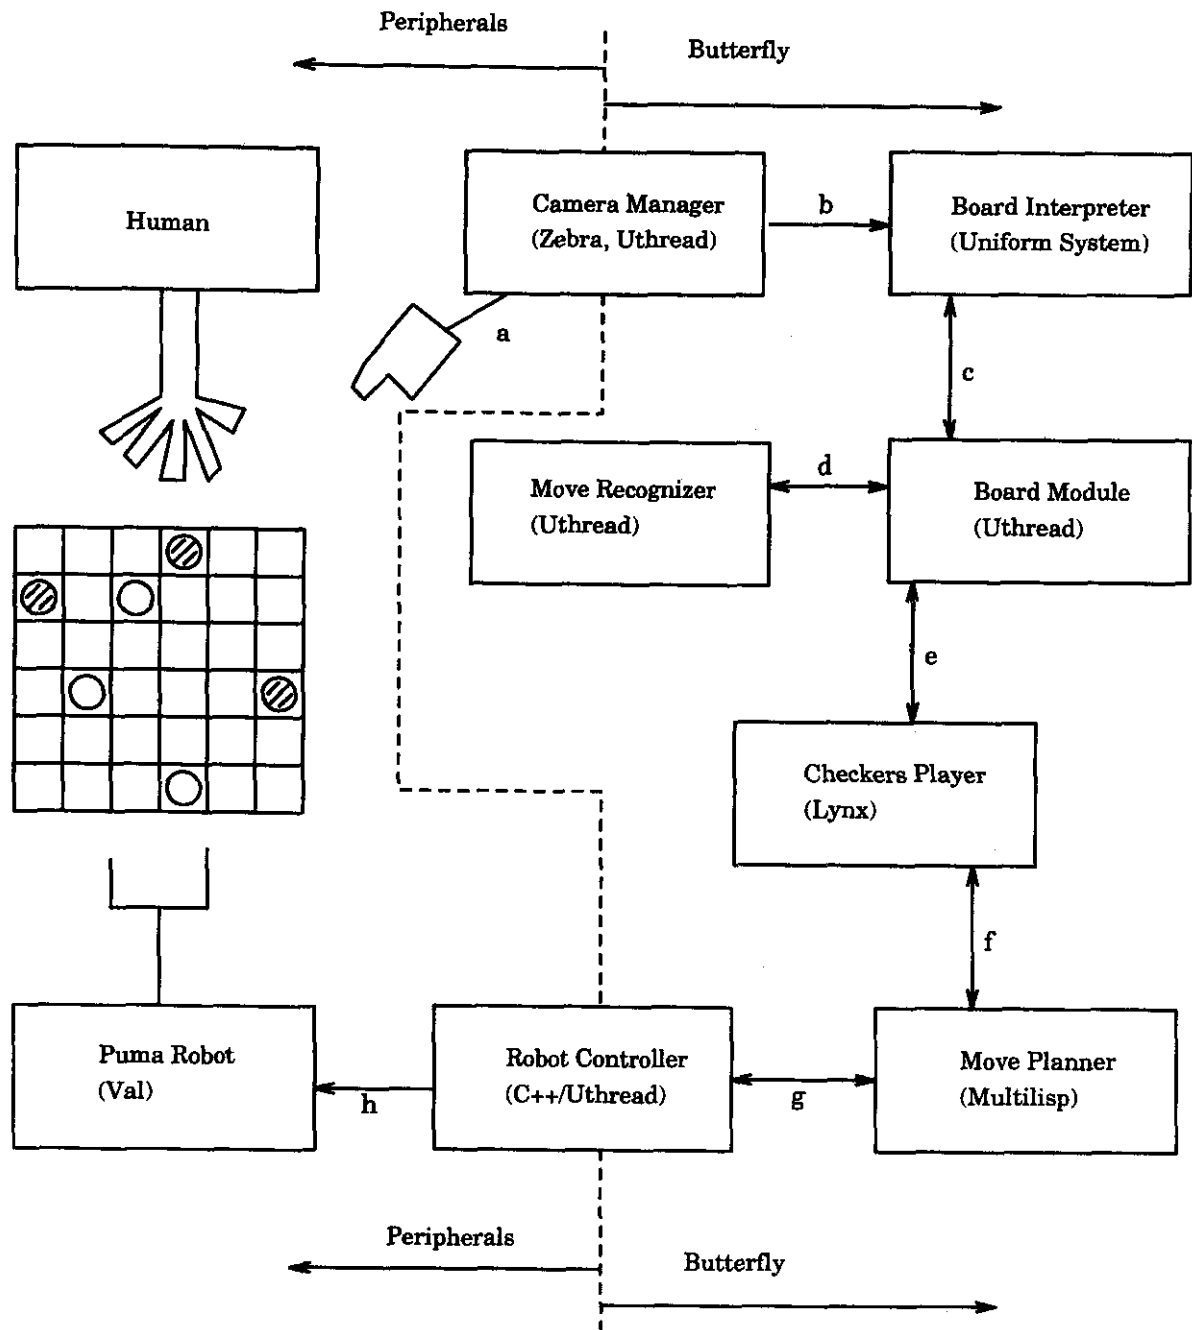 Peripherals
Butterfly
Human
Camera Manager
(Zebra, Uthread)
b
Board Interpreter
(Uniform System)
a
c
Move Recognizer
(Uthread)
d
Board Module
(Uthread)
e
Checkers Player
(Lynx)
f
Puma Robot
(Val)
h
Robot Controller
(C++/Uthread)
g
Move Planner
(Multilisp)
Peripherals
Butterfly